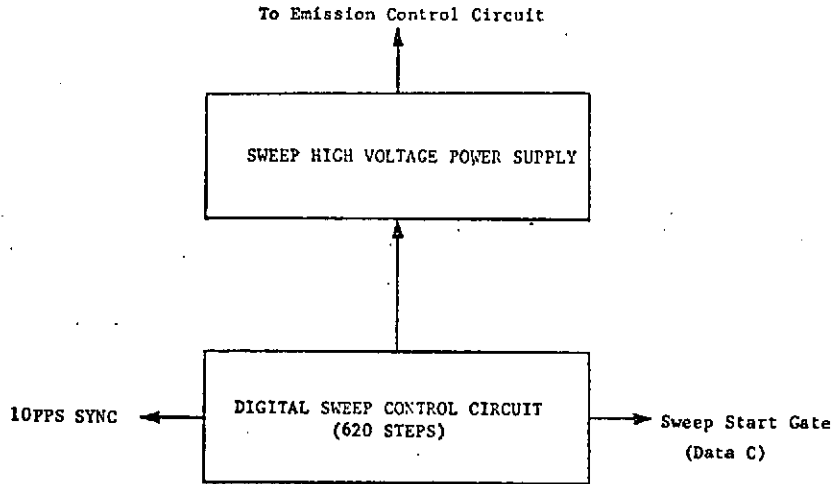 To Emission Control Circuit
SWEEP HIGH VOLTAGE POWER SUPPLY
10PPS SYNC
DIGITAL SWEEP CONTROL CIRCUIT
(620 STEPS)
Sweep Start Gate
(Data C)